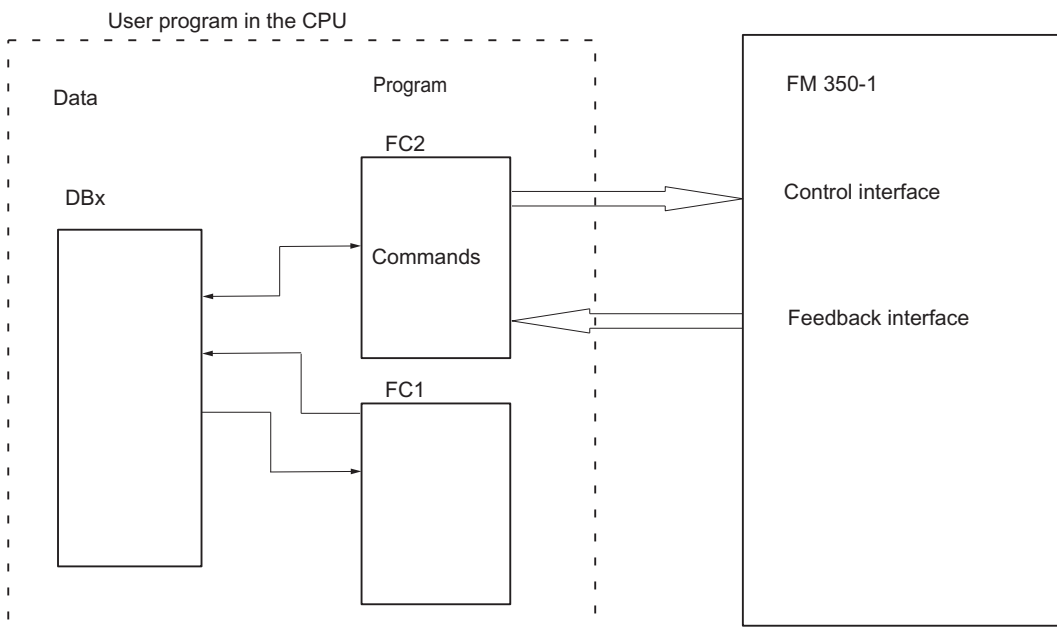 User program in the CPU
Data
Program
FM 350-1
FC2
DBx
Control interface
Commands
Feedback interface
FC1